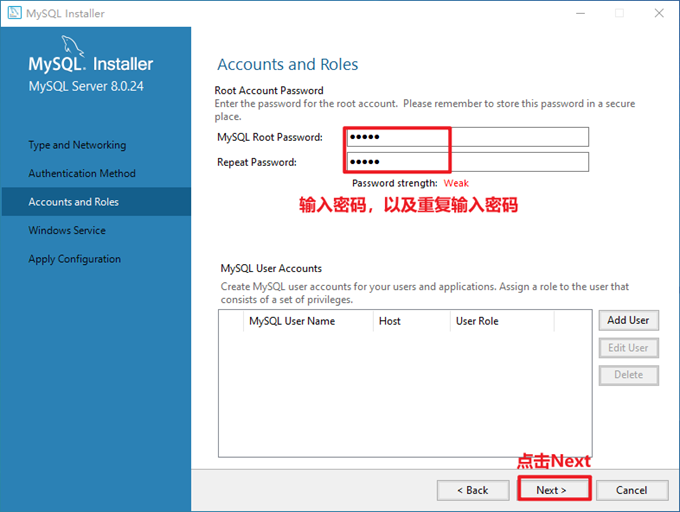 MySQL Installer
MySQL. Installer
MySQL Server 8.0.24
Type and Networking
Authentication Method
Accounts and Roles
Windows Service
Apply Configuration
Accounts and Roles
Root Account Password
Enter the password for the root account. Please remember to store this password in a secure
place.
MySQL Root Password: ●●●●●
Repeat Password: ●●●●●
Password strength: Weak
输入密码，以及重复输入密码
MySQL User Accounts
Create MySQL user accounts for your users and applications. Assign a role to the user that
consists of a set of privileges.
MySQL User Name Host User Role
Add User
Edit User
Delete
点击Next
< Back Next > Cancel